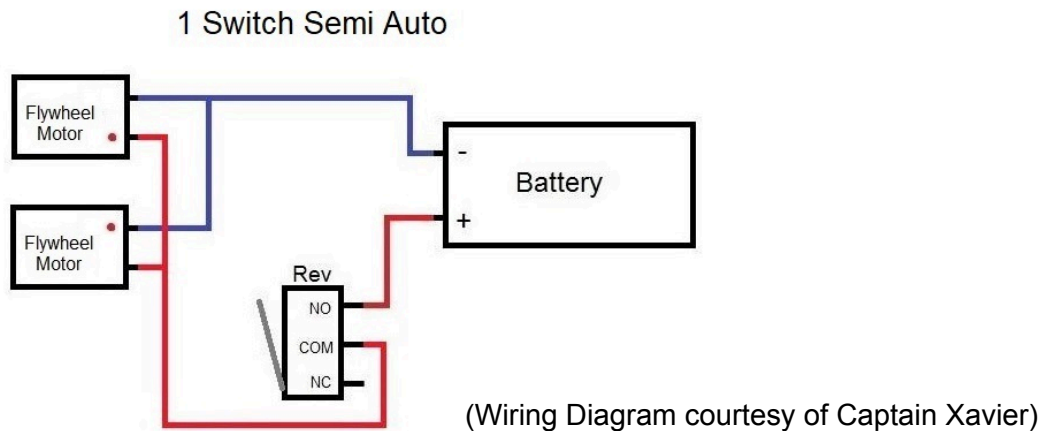 1 Switch Semi Auto
Flywheel
Motor
-
Battery
+
Flywheel
Motor
Rev
NO
COM
NC
(Wiring Diagram courtesy of Captain Xavier)